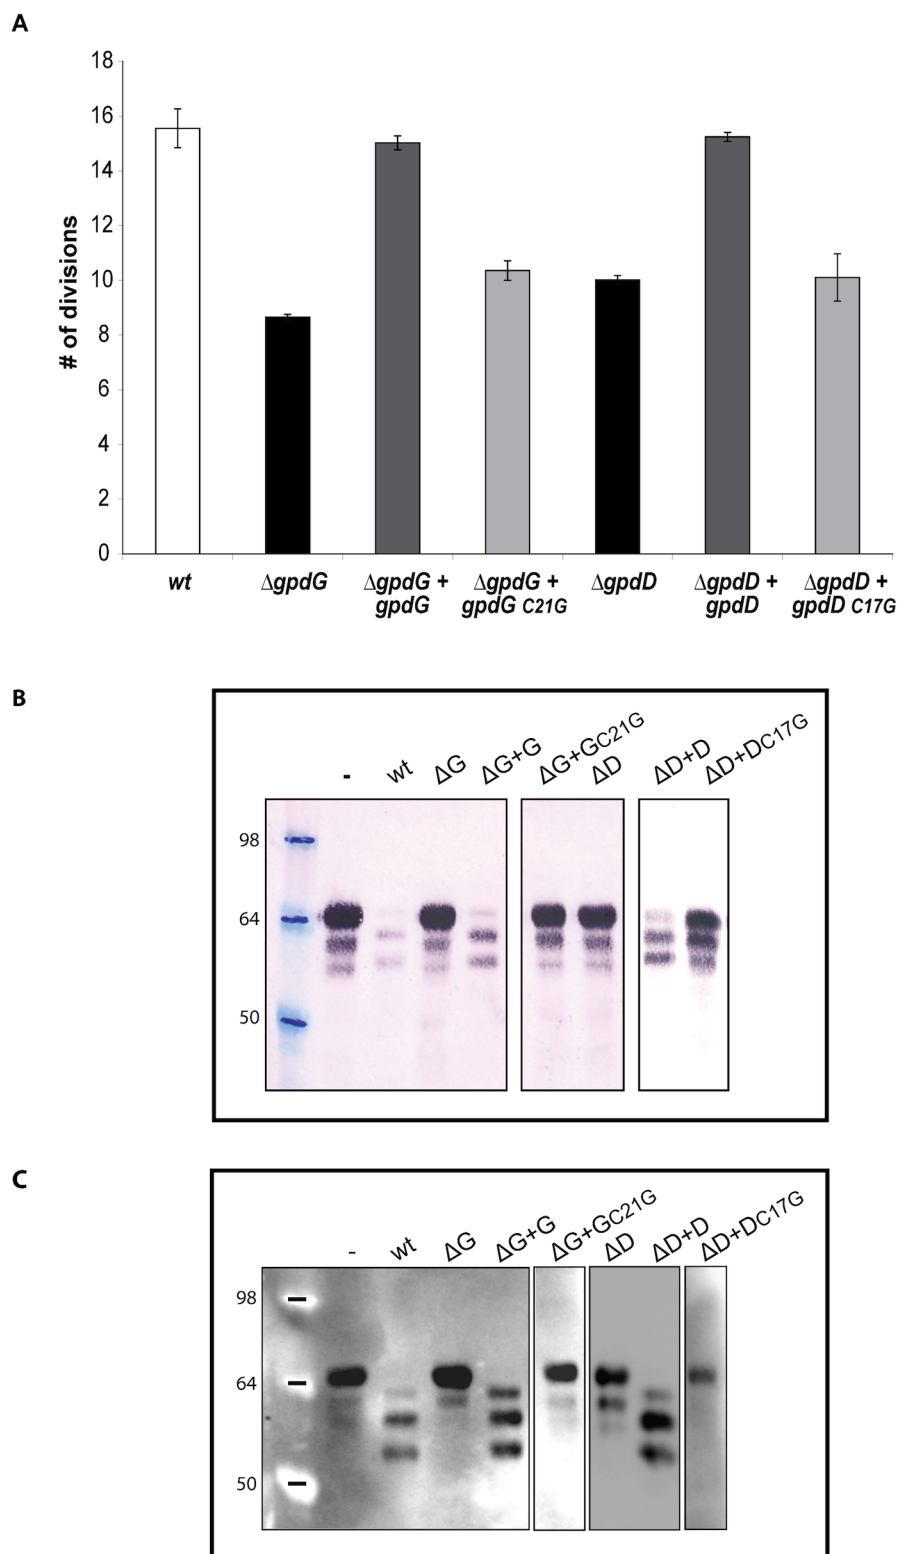 A
18
16
14
12
10
8
6
4
2
0
# of divisions
wt
ΔgpdG
ΔgpdG +
gpdG
ΔgpdG +
gpdG C21G
ΔgpdD
ΔgpdD +
gpdD
ΔgpdD +
gpdD C17G
B
- wt ΔG ΔG+G ΔG+GC21G ΔD ΔD+D ΔD+DC17G
98
64
50
C
- wt ΔG ΔG+G ΔG+GC21G ΔD ΔD+D ΔD+DC17G
98
64
50